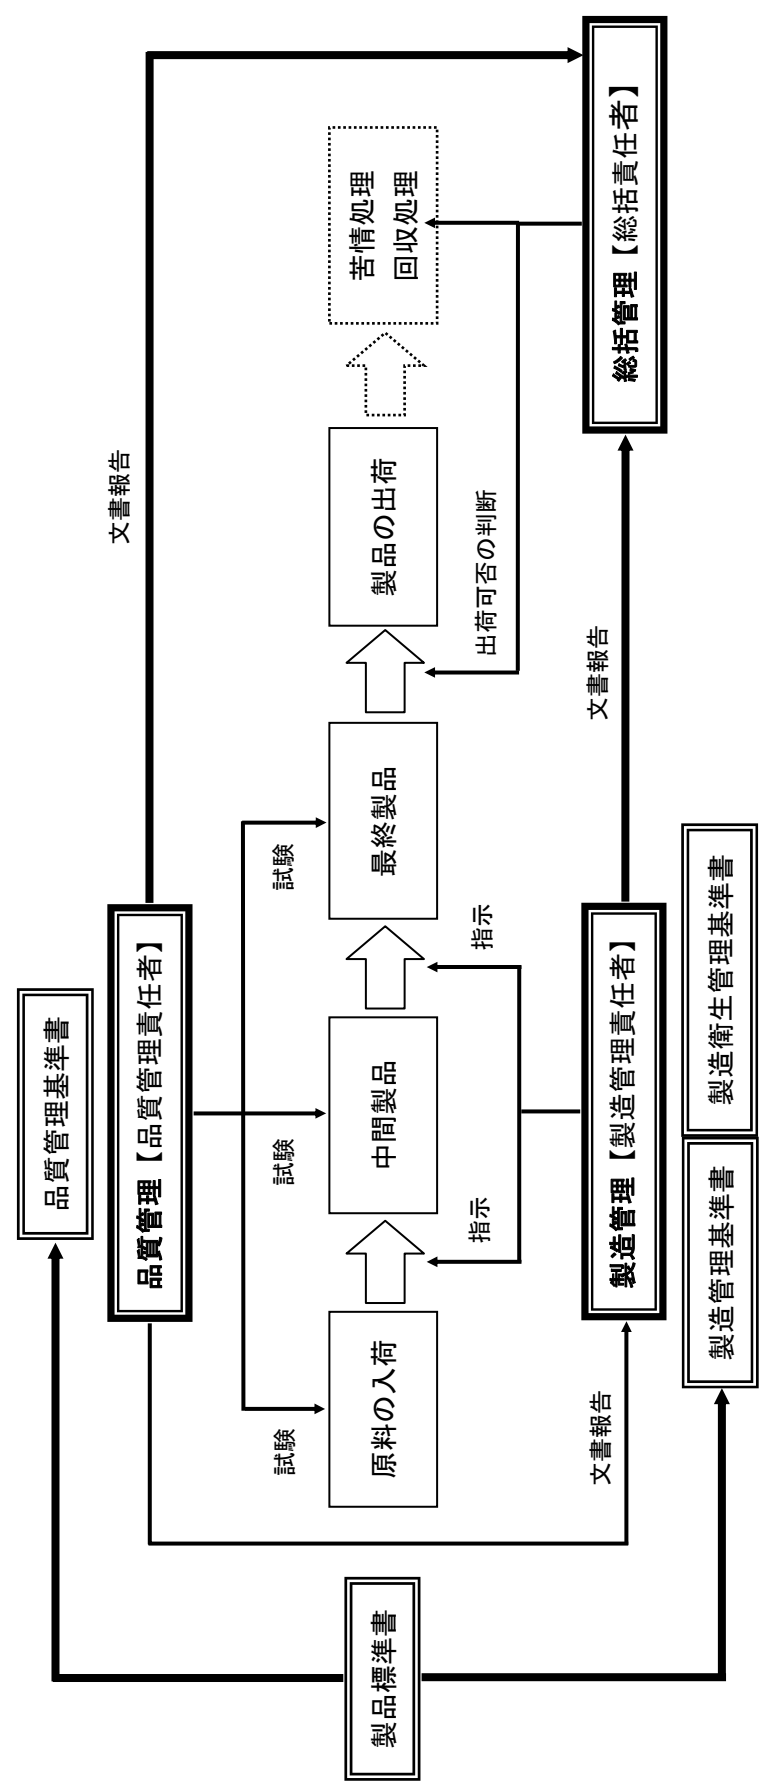 品質管理基準書
文書報告
品質管理【品質管理責任者】
試験
試験
試験
製品標準書
原料の入荷
中間製品
最終製品
製品の出荷
苦情処理
回収処理
指示
指示
出荷可否の判断
文書報告
文書報告
製造管理【製造管理責任者】
総括管理【総括責任者】
製造管理基準書
製造衛生管理基準書